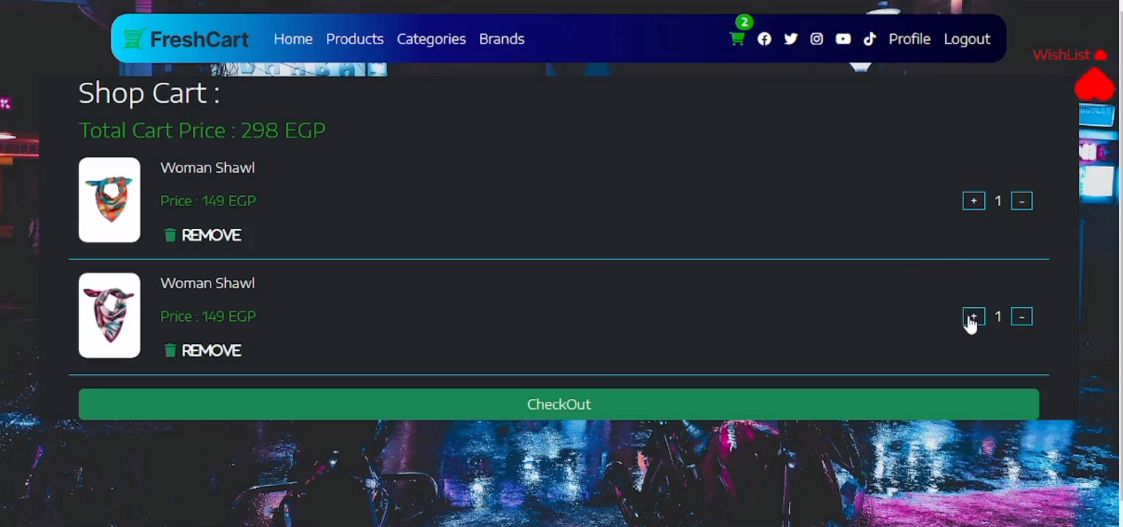 2
FreshCart Home Products Categories Brands Profile Logout
WishList
Shop Cart :
Total Cart Price : 298 EGP
Woman Shawl
Price : 149 EGP
+ 1 -
REMOVE
Woman Shawl
Price : 149 EGP
+ 1 -
REMOVE
CheckOut